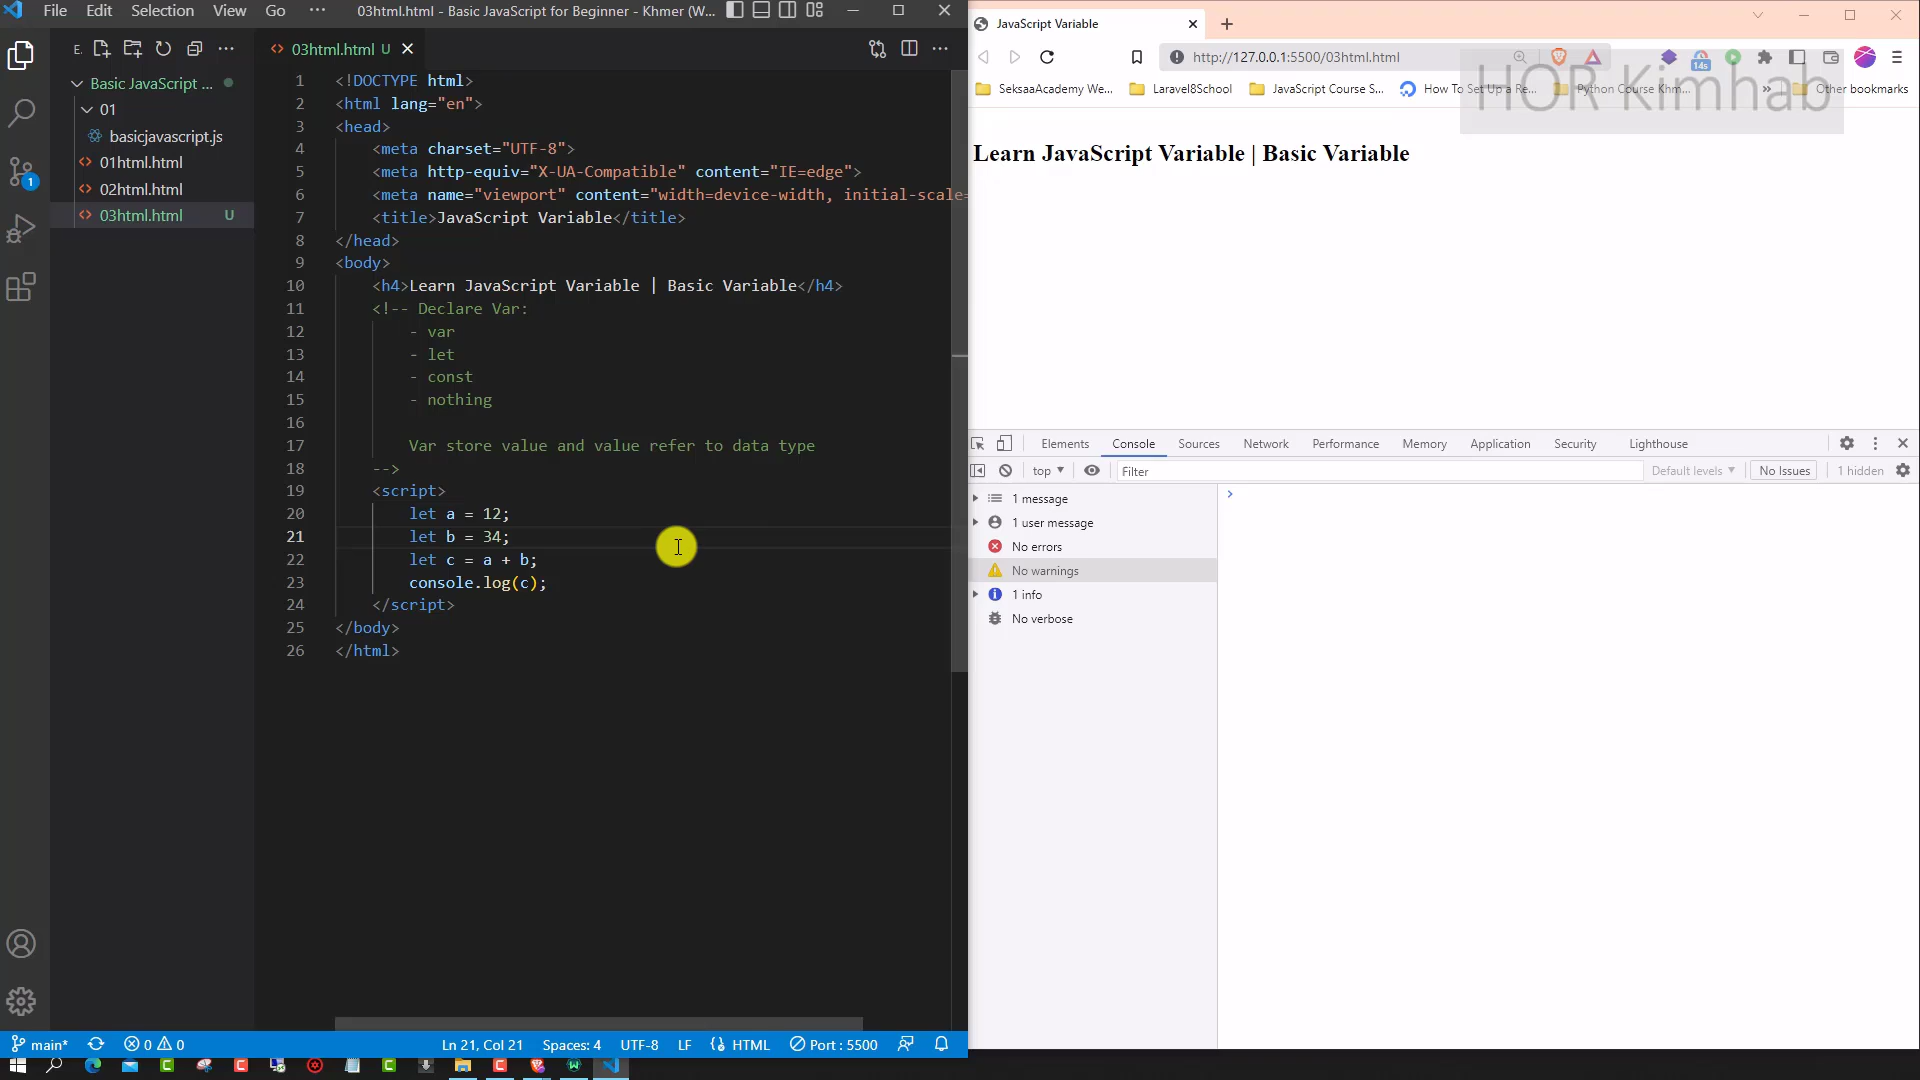 File Edit Selection View Go ··· 03html.html - Basic JavaScript for Beginner - Khmer (W...
E.
03html.html U
Basic JavaScript ...
01
basicjavascript.js
01html.html
02html.html
03html.html U
1
1 <!DOCTYPE html>
2 <html lang="en">
3 <head>
4 <meta charset="UTF-8">
5 <meta http-equiv="X-UA-Compatible" content="IE=edge">
6 <meta name="viewport" content="width=device-width, initial-scale=
7 <title>JavaScript Variable</title>
8 </head>
9 <body>
10 <h4>Learn JavaScript Variable | Basic Variable</h4>
11 <!-- Declare Var:
12 - var
13 - let
14 - const
15 - nothing
16
17 Var store value and value refer to data type
18 -->
19 <script>
20 let a = 12;
21 let b = 34;
22 let c = a + b;
23 console.log(c);
24 </script>
25 </body>
26 </html>
main* 0 0 Ln 21, Col 21 Spaces: 4 UTF-8 LF HTML Port : 5500
JavaScript Variable
http://127.0.0.1:5500/03html.html
14s
SeksaaAcademy We... Laravel8School JavaScript Course S... How To Set Up a Re... Python Course Khm... » Other bookmarks
HOR Kimhab
Learn JavaScript Variable | Basic Variable
Elements Console Sources Network Performance Memory Application Security Lighthouse
top Filter Default levels No Issues 1 hidden
1 message
1 user message
No errors
No warnings
1 info
No verbose